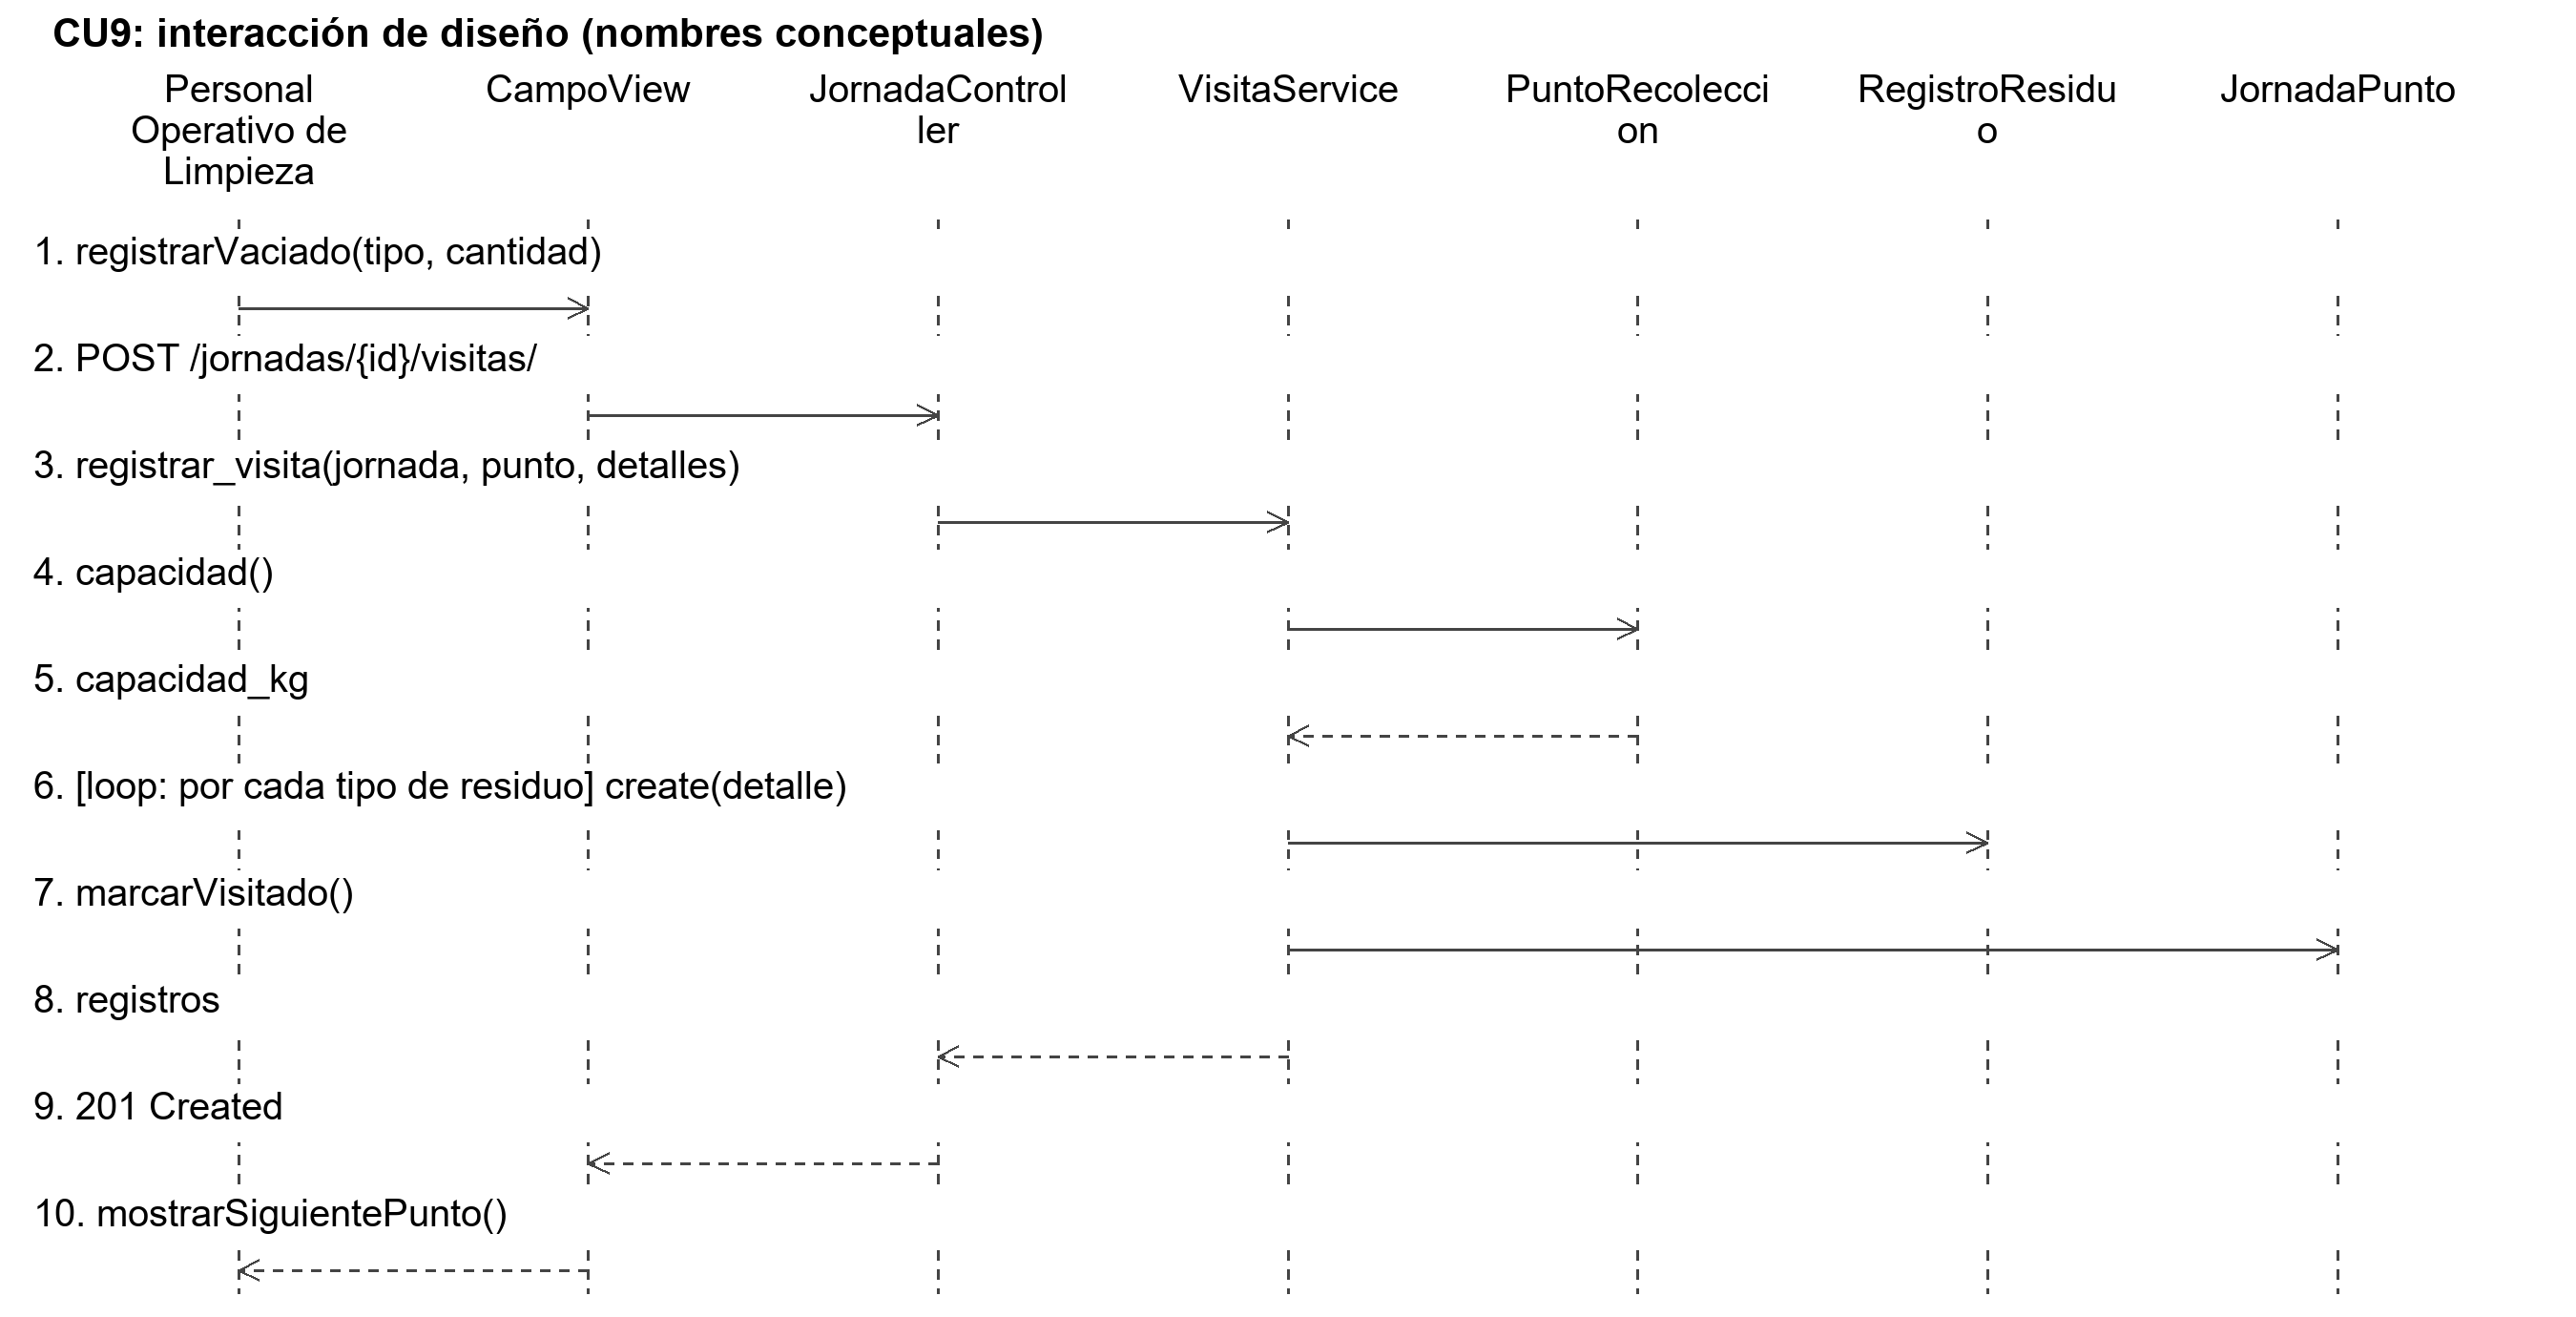 CU9: interacción de diseño (nombres conceptuales)
Personal
Operativo de
Limpieza
CampoView
JornadaControl
ler
VisitaService
PuntoRecolecci
on
RegistroResidu
o
JornadaPunto
1. registrarVaciado(tipo, cantidad)
2. POST /jornadas/{id}/visitas/
3. registrar_visita(jornada, punto, detalles)
4. capacidad()
5. capacidad_kg
6. [loop: por cada tipo de residuo] create(detalle)
7. marcarVisitado()
8. registros
9. 201 Created
10. mostrarSiguientePunto()